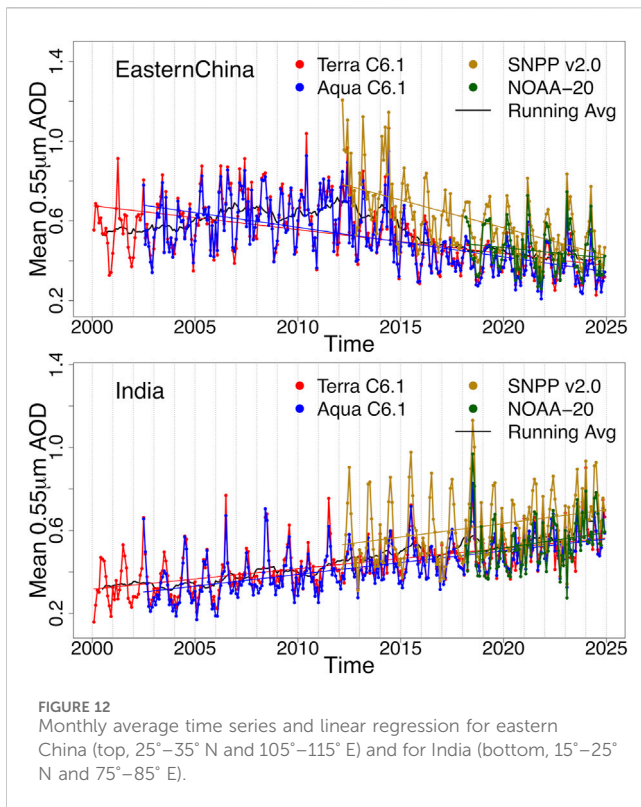 EasternChina
Terra C6.1
Aqua C6.1
SNPP v2.0
NOAA−20
Running Avg
Mean 0.55μm AOD
0.2 0.6 1.0 1.4
2000 2005 2010 2015 2020 2025
Time
India
Terra C6.1
Aqua C6.1
SNPP v2.0
NOAA−20
Running Avg
Mean 0.55μm AOD
0.2 0.6 1.0 1.4
2000 2005 2010 2015 2020 2025
Time
FIGURE 12
Monthly average time series and linear regression for eastern
China (top, 25°–35° N and 105°–115° E) and for India (bottom, 15°–25°
N and 75°–85° E).